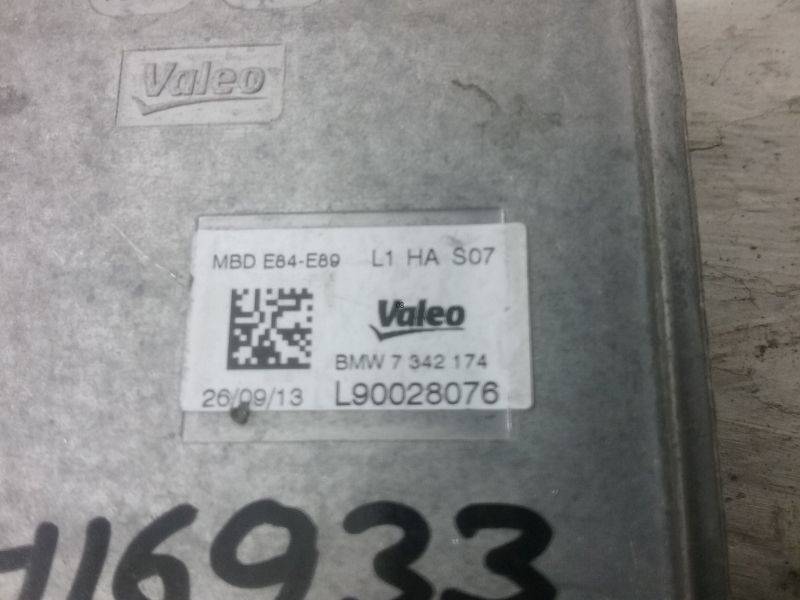 Valeo
MBD E84-E89 L1 HA S07
Valeo
BMW 7 342 174
26/09/13 L90028076
116933